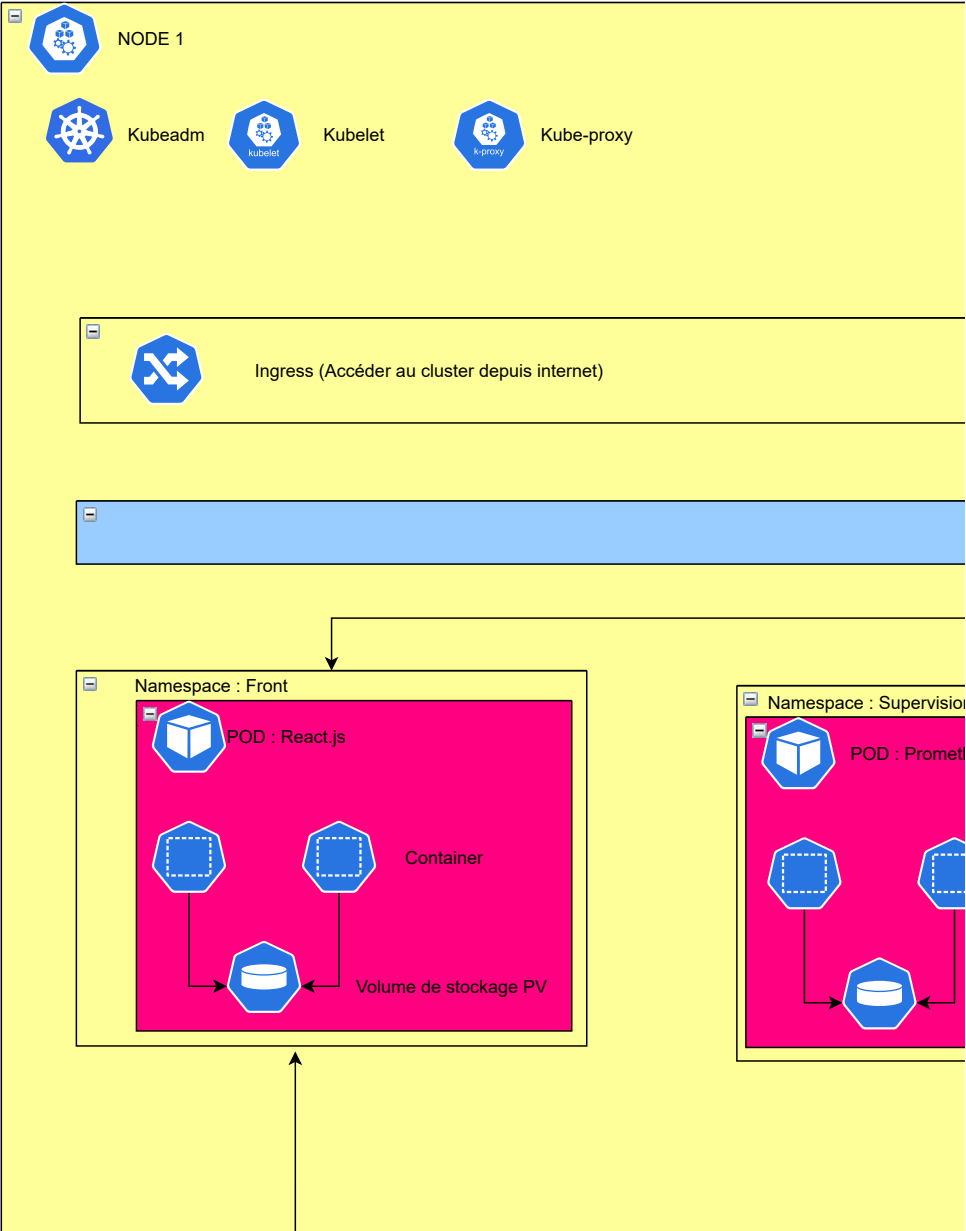 NODE 1
Kubeadm
kubelet
Kubelet
k-proxy
Kube-proxy
Ingress (Accéder au cluster depuis internet)
Namespace : Front
POD : React.js
Container
Volume de stockage PV
Namespace : Supervision
POD :